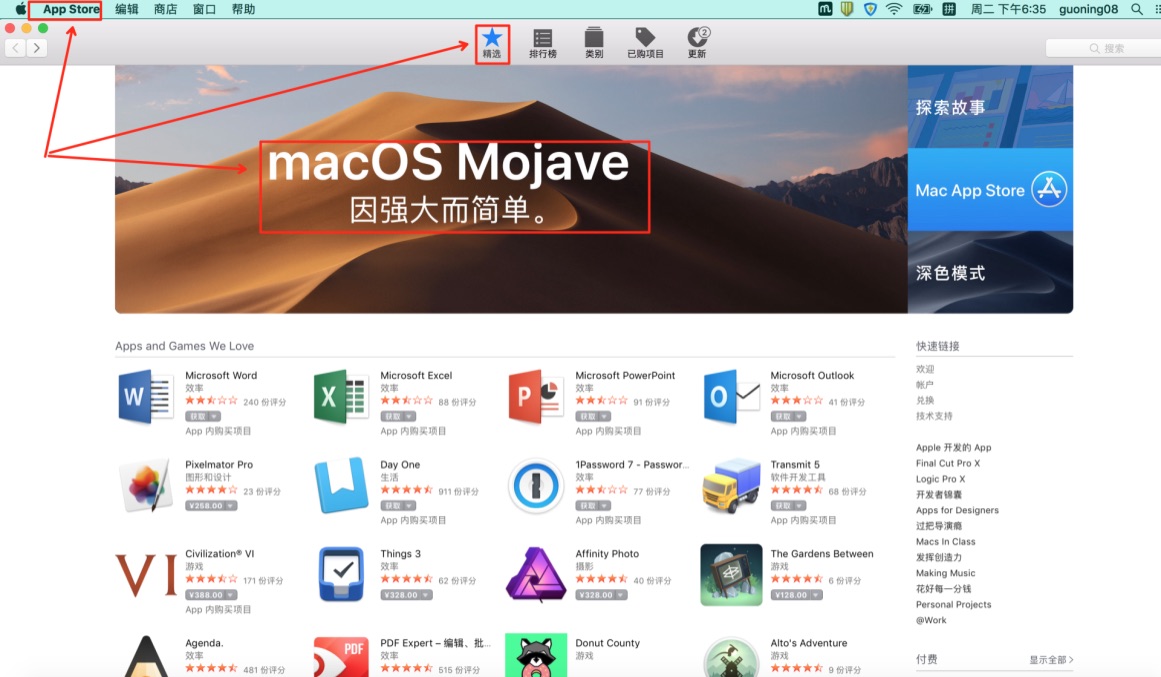 App Store 编辑 商店 窗口 帮助 拼 周二 下午6:35 guoning08
精选 排行榜 类别 已购项目 更新 2 搜索
macOS Mojave
因强大而简单。
探索故事
Mac App Store
深色模式
Apps and Games We Love
Microsoft Word
效率
240 份评分
获取
App 内购买项目
Microsoft Excel
效率
88 份评分
获取
App 内购买项目
Microsoft PowerPoint
效率
91 份评分
获取
App 内购买项目
Microsoft Outlook
效率
41 份评分
获取
App 内购买项目
Pixelmator Pro
图形和设计
23 份评分
¥258.00
Day One
生活
911 份评分
获取
App 内购买项目
1Password 7 - Passwor...
效率
77 份评分
获取
App 内购买项目
Transmit 5
软件开发工具
68 份评分
获取
App 内购买项目
VI
Civilization® VI
游戏
171 份评分
¥388.00
App 内购买项目
Things 3
效率
62 份评分
¥328.00
Affinity Photo
摄影
40 份评分
¥328.00
The Gardens Between
游戏
6 份评分
¥128.00
Agenda.
效率
481 份评分
PDF
PDF Expert – 编辑、批...
效率
515 份评分
Donut County
游戏
Alto's Adventure
游戏
9 份评分
快速链接
欢迎
帐户
兑换
技术支持
Apple 开发的 App
Final Cut Pro X
Logic Pro X
开发者锦囊
Apps for Designers
过把导演瘾
Macs In Class
发挥创造力
Making Music
花好每一分钱
Personal Projects
@Work
付费 显示全部